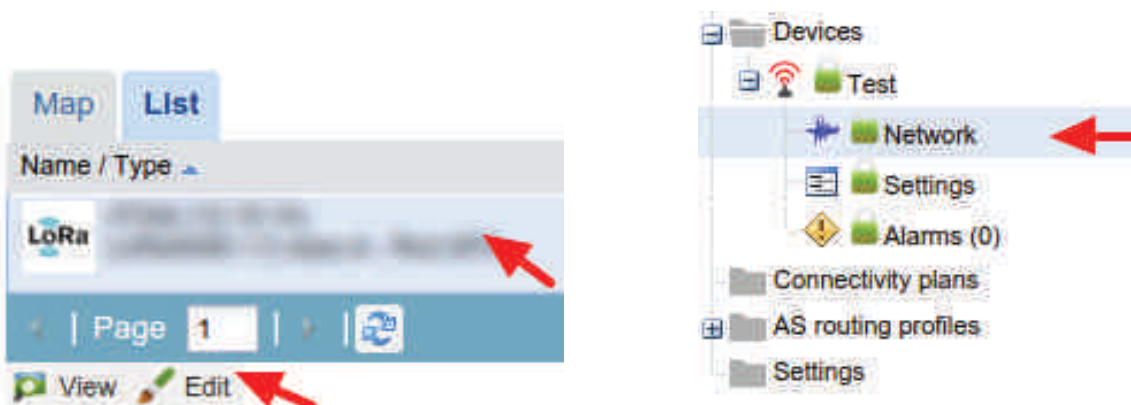 Map List
Name / Type
LoRa
Page 1
View Edit
Devices
Test
Network
Settings
Alarms (0)
Connectivity plans
AS routing profiles
Settings